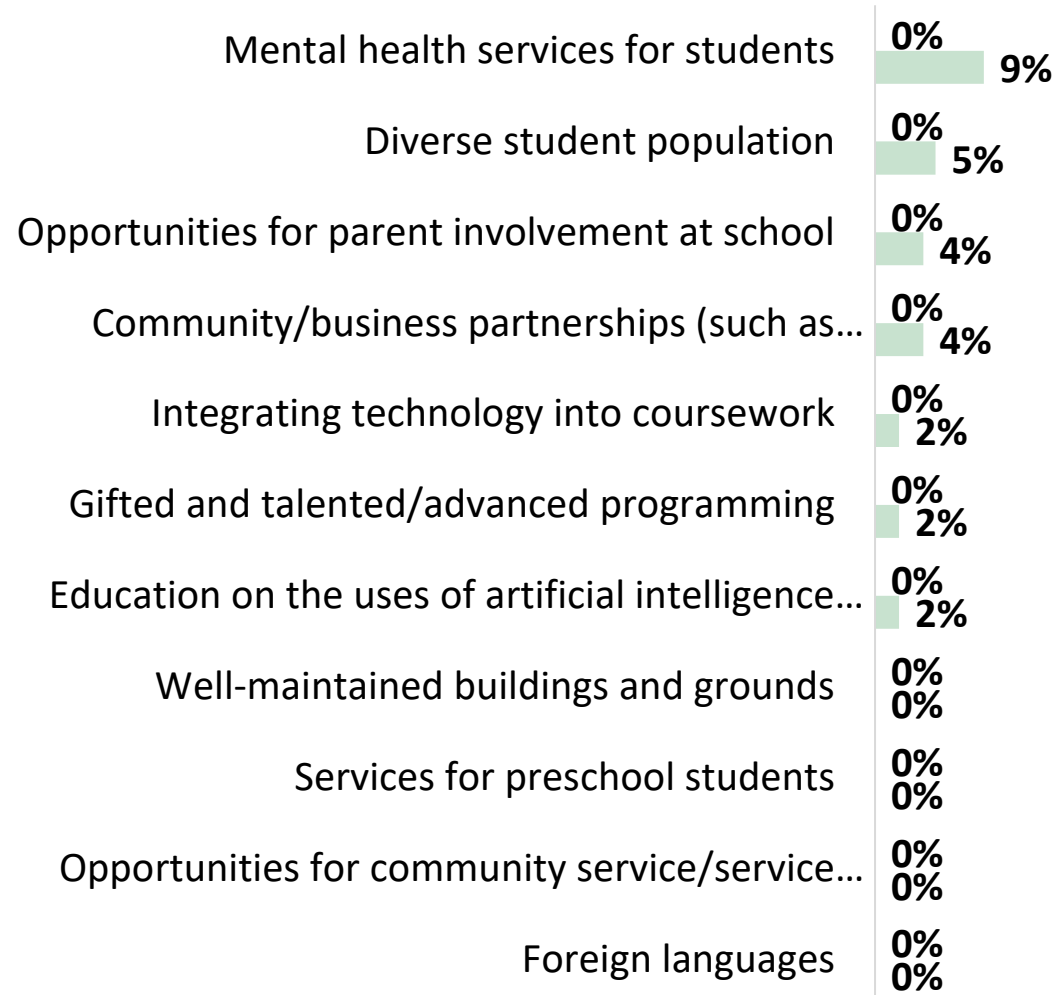 Mental health services for students
0%
9%
Diverse student population
0%
5%
Opportunities for parent involvement at school
0%
4%
Community/business partnerships (such as…
0%
4%
Integrating technology into coursework
0%
2%
Gifted and talented/advanced programming
0%
2%
Education on the uses of artificial intelligence…
0%
2%
Well-maintained buildings and grounds
0%
0%
Services for preschool students
0%
0%
Opportunities for community service/service…
0%
0%
Foreign languages
0%
0%